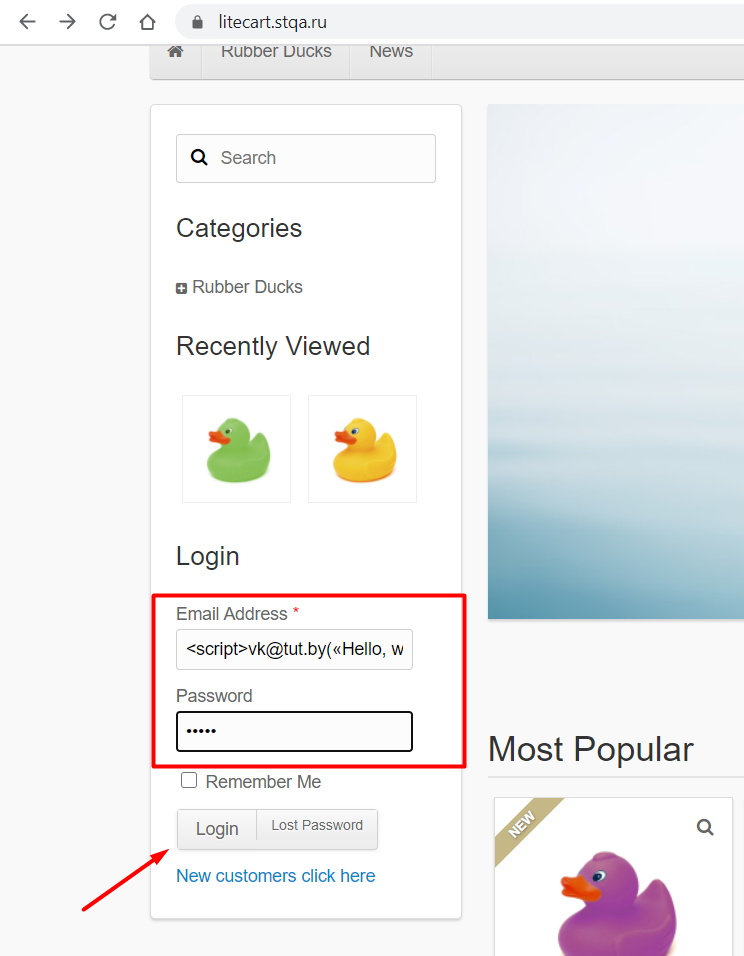 litecart.stqa.ru
Rubber Ducks News
Search
Categories
Rubber Ducks
Recently Viewed
Login
Email Address *
<script>vk@tut.by(«Hello, w
Password
•••••
Remember Me
Login Lost Password
New customers click here
Most Popular
NEW